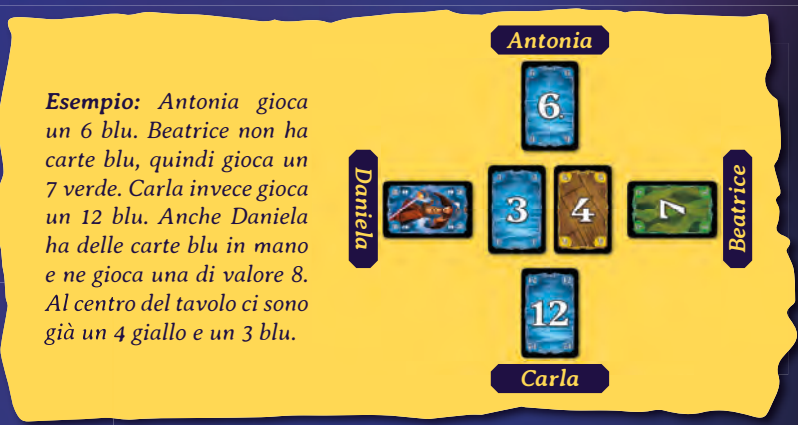 Antonia
Esempio: Antonia gioca
un 6 blu. Beatrice non ha
carte blu, quindi gioca un
7 verde. Carla invece gioca
un 12 blu. Anche Daniela
ha delle carte blu in mano
e ne gioca una di valore 8.
Al centro del tavolo ci sono
già un 4 giallo e un 3 blu.
6.
Daniela
3
4
7
Beatrice
12
Carla